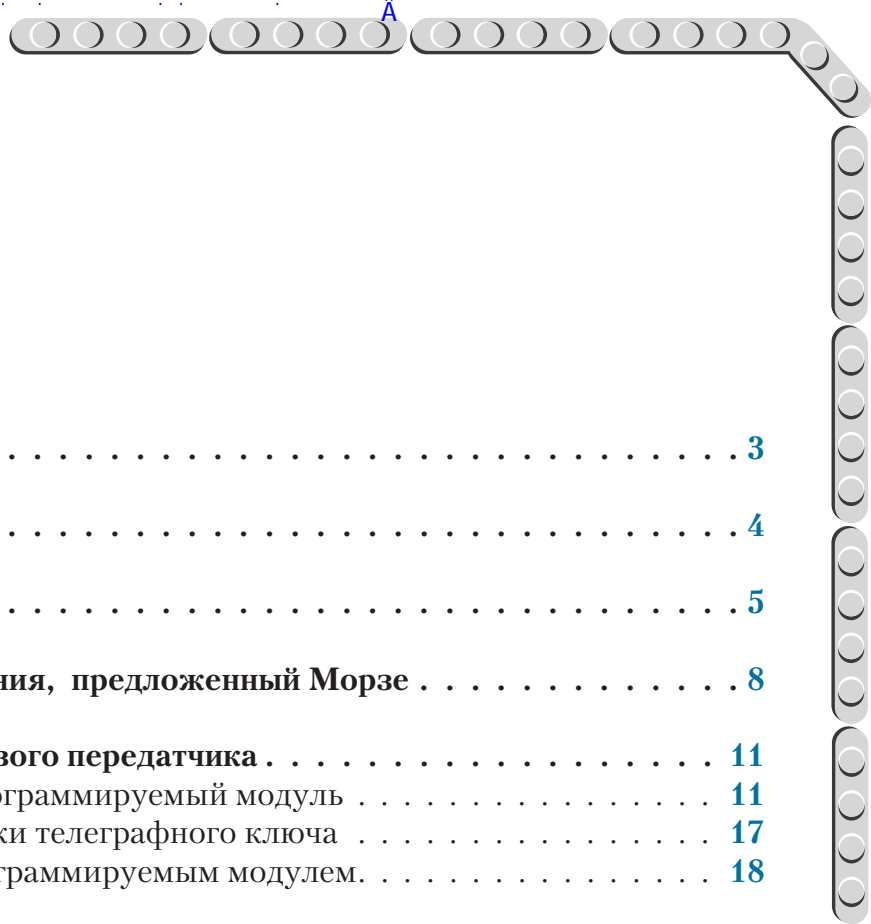 Ä
. . . . . . . . . . . . . . . . . . . . . . . . . . . . . 3
. . . . . . . . . . . . . . . . . . . . . . . . . . . . . 4
. . . . . . . . . . . . . . . . . . . . . . . . . . . . . 5
ния, предложенный Морзе . . . . . . . . . . . . . 8
вого передатчика . . . . . . . . . . . . . . . . . . 11
ограммируемый модуль . . . . . . . . . . . . . . 11
ки телеграфного ключа . . . . . . . . . . . . . . 17
граммируемым модулем. . . . . . . . . . . . . . 18